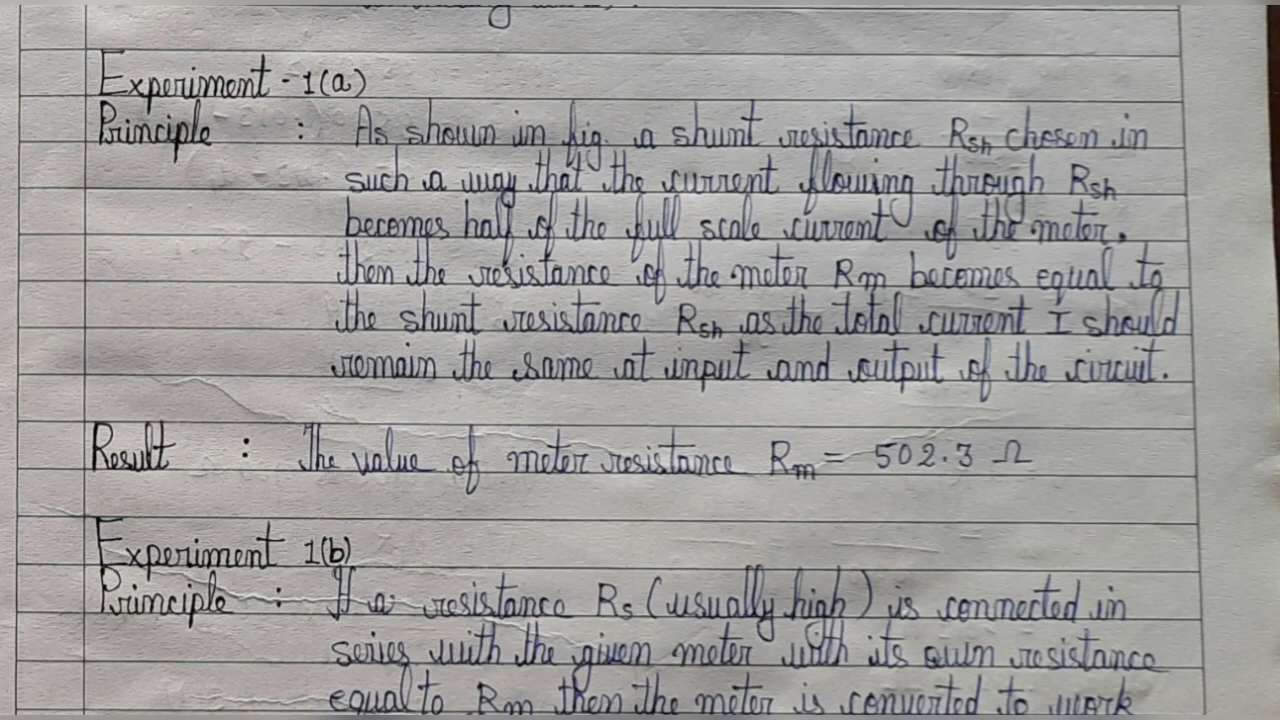 Experiment - 1(a)
Principle : As shown in fig. a shunt resistance Rsh chosen in
such a way that the current flowing through Rsh
becomes half of the full scale current of the meter.
then the resistance of the meter Rm becomes equal to
the shunt resistance Rsh as the total current I should
remain the same at input and output of the circuit.
Result : The value of meter resistance Rm = 502.3 Ω
Experiment 1(b)
Principle : If a resistance Rs (usually high) is connected in
series with the given meter with its own resistance
equal to Rm then the meter is converted to work